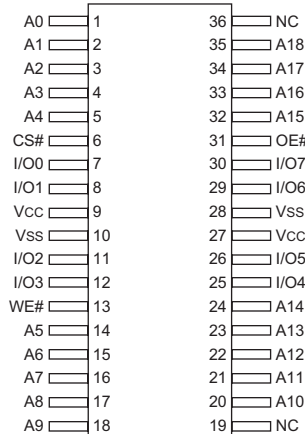 A0 1 36 NC
A1 2 35 A18
A2 3 34 A17
A3 4 33 A16
A4 5 32 A15
CS# 6 31 OE#
I/O0 7 30 I/O7
I/O1 8 29 I/O6
Vcc 9 28 Vss
Vss 10 27 Vcc
I/O2 11 26 I/O5
I/O3 12 25 I/O4
WE# 13 24 A14
A5 14 23 A13
A6 15 22 A12
A7 16 21 A11
A8 17 20 A10
A9 18 19 NC